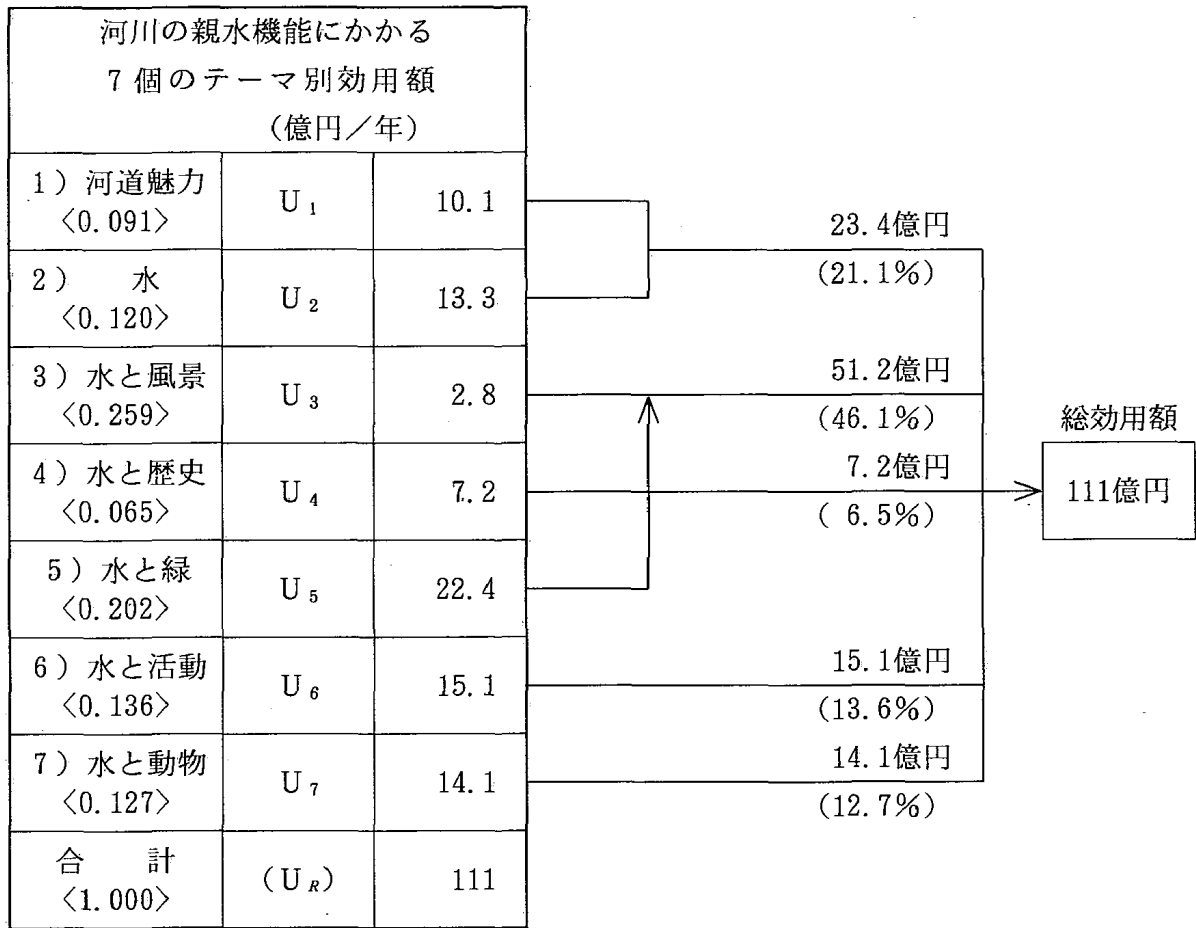 河川の親水機能にかかる
7個のテーマ別効用額
(億円/年)
1) 河道魅力
〈0.091〉
U₁
10.1
2) 水
〈0.120〉
U₂
13.3
3) 水と風景
〈0.259〉
U₃
2.8
4) 水と歴史
〈0.065〉
U₄
7.2
5) 水と緑
〈0.202〉
U₅
22.4
6) 水と活動
〈0.136〉
U₆
15.1
7) 水と動物
〈0.127〉
U₇
14.1
合 計
〈1.000〉
(U_R)
111
23.4億円
(21.1%)
51.2億円
(46.1%)
7.2億円
( 6.5%)
15.1億円
(13.6%)
14.1億円
(12.7%)
総効用額
111億円